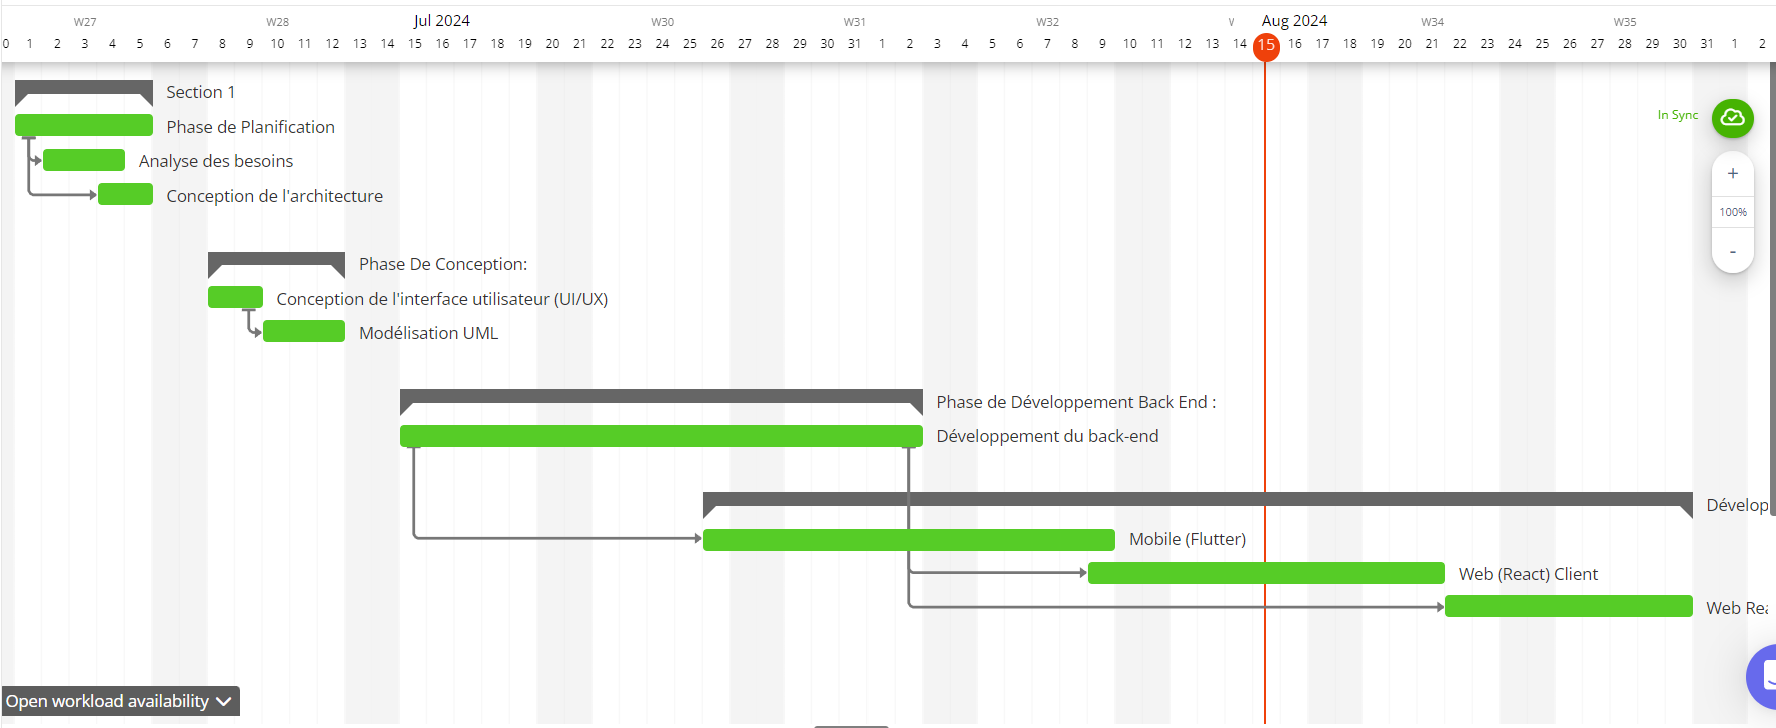 W27 W28 Jul 2024 W30 W31 W32 W Aug 2024 W34 W35
0 1 2 3 4 5 6 7 8 9 10 11 12 13 14 15 16 17 18 19 20 21 22 23 24 25 26 27 28 29 30 31 1 2 3 4 5 6 7 8 9 10 11 12 13 14 15 16 17 18 19 20 21 22 23 24 25 26 27 28 29 30 31 1 2
Section 1
In Sync
Phase de Planification
Analyse des besoins
+
Conception de l'architecture
100%
-
Phase De Conception:
Conception de l'interface utilisateur (UI/UX)
Modélisation UML
Phase de Développement Back End :
Développement du back-end
Dévelop
Mobile (Flutter)
Web (React) Client
Web Rea
Open workload availability